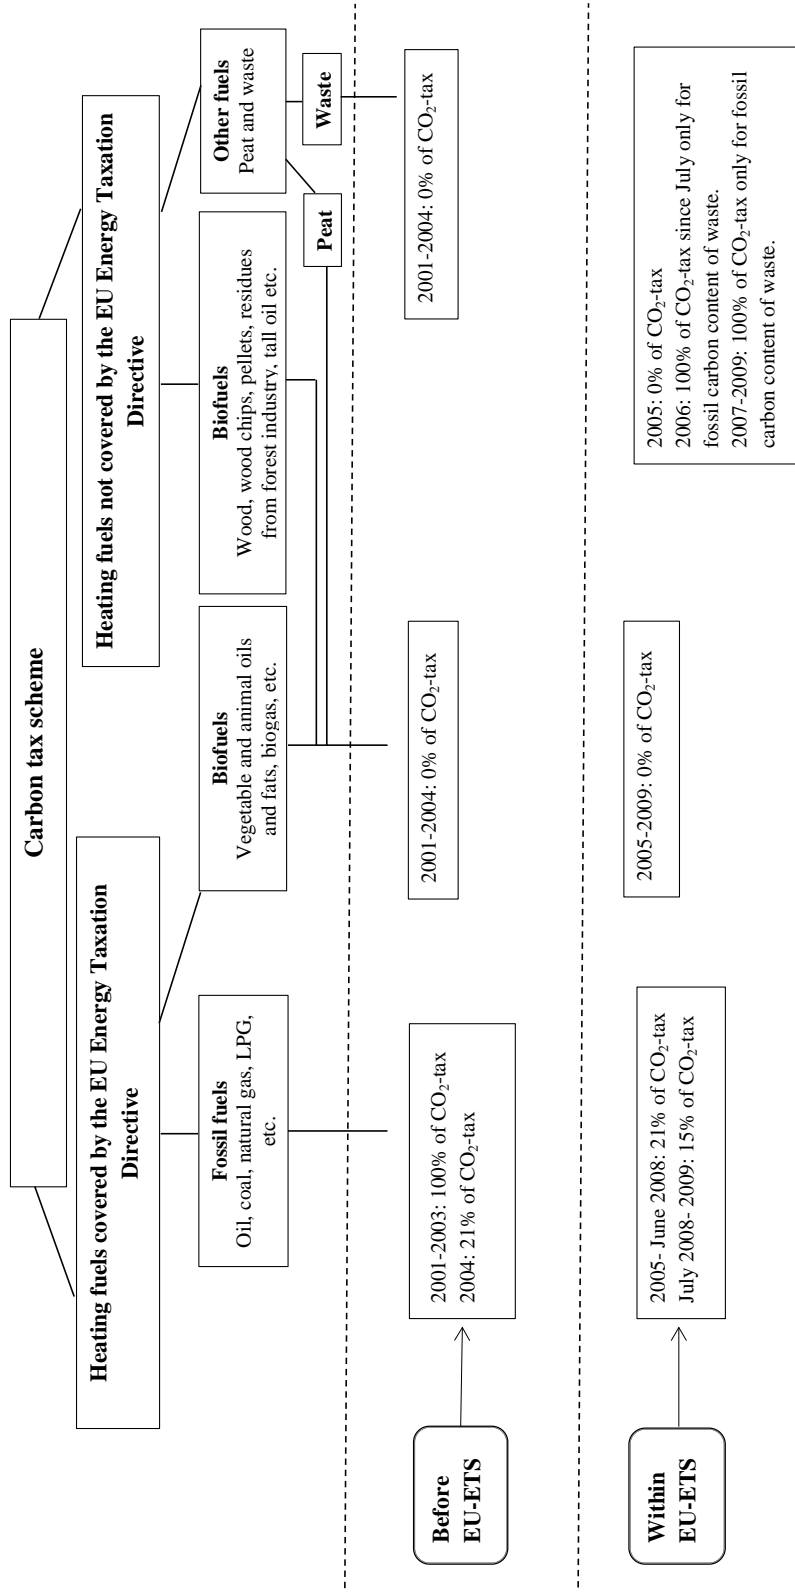 Carbon tax scheme
Heating fuels covered by the EU Energy Taxation
Directive
Heating fuels not covered by the EU Energy Taxation
Directive
Fossil fuels
Oil, coal, natural gas, LPG,
etc.
Biofuels
Vegetable and animal oils
and fats, biogas, etc.
Biofuels
Wood, wood chips, pellets, residues
from forest industry, tall oil etc.
Other fuels
Peat and waste
Peat
Waste
Before
EU-ETS
2001-2003: 100% of CO₂-tax
2004: 21% of CO₂-tax
2001-2004: 0% of CO₂-tax
2001-2004: 0% of CO₂-tax
Within
EU-ETS
2005- June 2008: 21% of CO₂-tax
July 2008- 2009: 15% of CO₂-tax
2005-2009: 0% of CO₂-tax
2005: 0% of CO₂-tax
2006: 100% of CO₂-tax since July only for
fossil carbon content of waste.
2007-2009: 100% of CO₂-tax only for fossil
carbon content of waste.